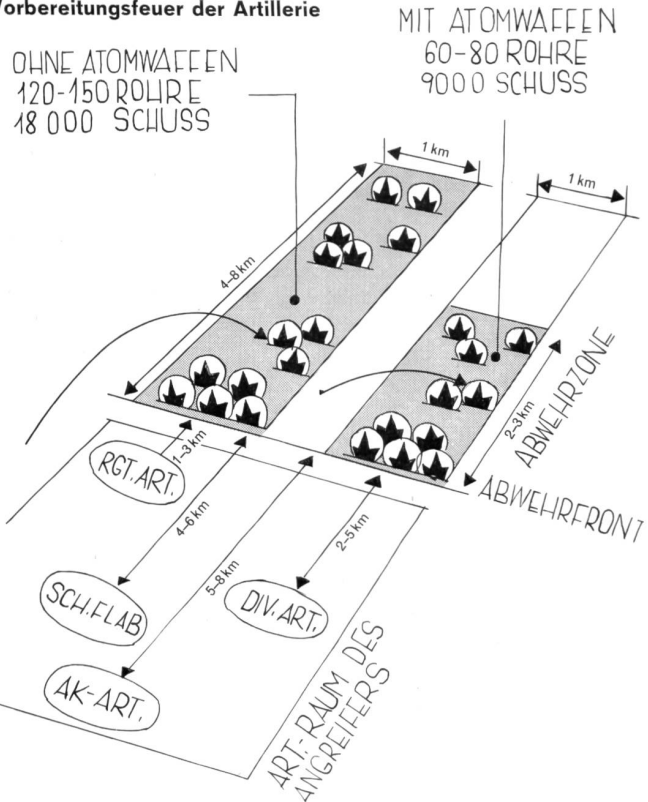 Vorbereitungsfeuer der Artillerie
MIT ATOMWAFFEN
60-80 ROHRE
9000 SCHUSS
OHNE ATOMWAFFEN
120-150 ROHRE
18 000 SCHUSS
1 km
1 km
4–8 km
2–3 km
ABWEHRZONE
ABWEHRFRONT
RGT. ART.
1–3 km
4–6 km
5–8 km
2–5 km
SCH.FLAB
DIV. ART.
AK-ART.
ART.-RAUM DES
ANGREIFERS